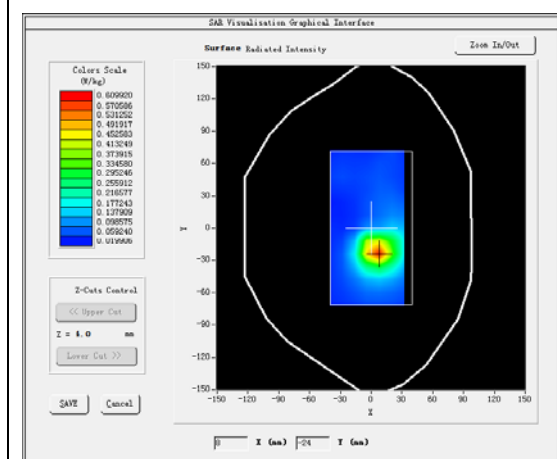 SAR Visualisation Graphical Interface
Surface Radiated Intensity
Zoom In/Out
Colors Scale
(W/kg)
0.609920
0.570586
0.531252
0.491917
0.452583
0.413249
0.373915
0.334580
0.295246
0.255912
0.216577
0.177243
0.137909
0.098575
0.059240
0.019906
150
120
90
60
30
0
-30
-60
-90
-120
-150
Y
-150 -120 -90 -60 -30 0 30 60 90 120 150
X
Z-Cuts Control
<< Upper Cut
Z = 4.0 mm
Lower Cut >>
SAVE Cancel
X (mm) -24 Y (mm)